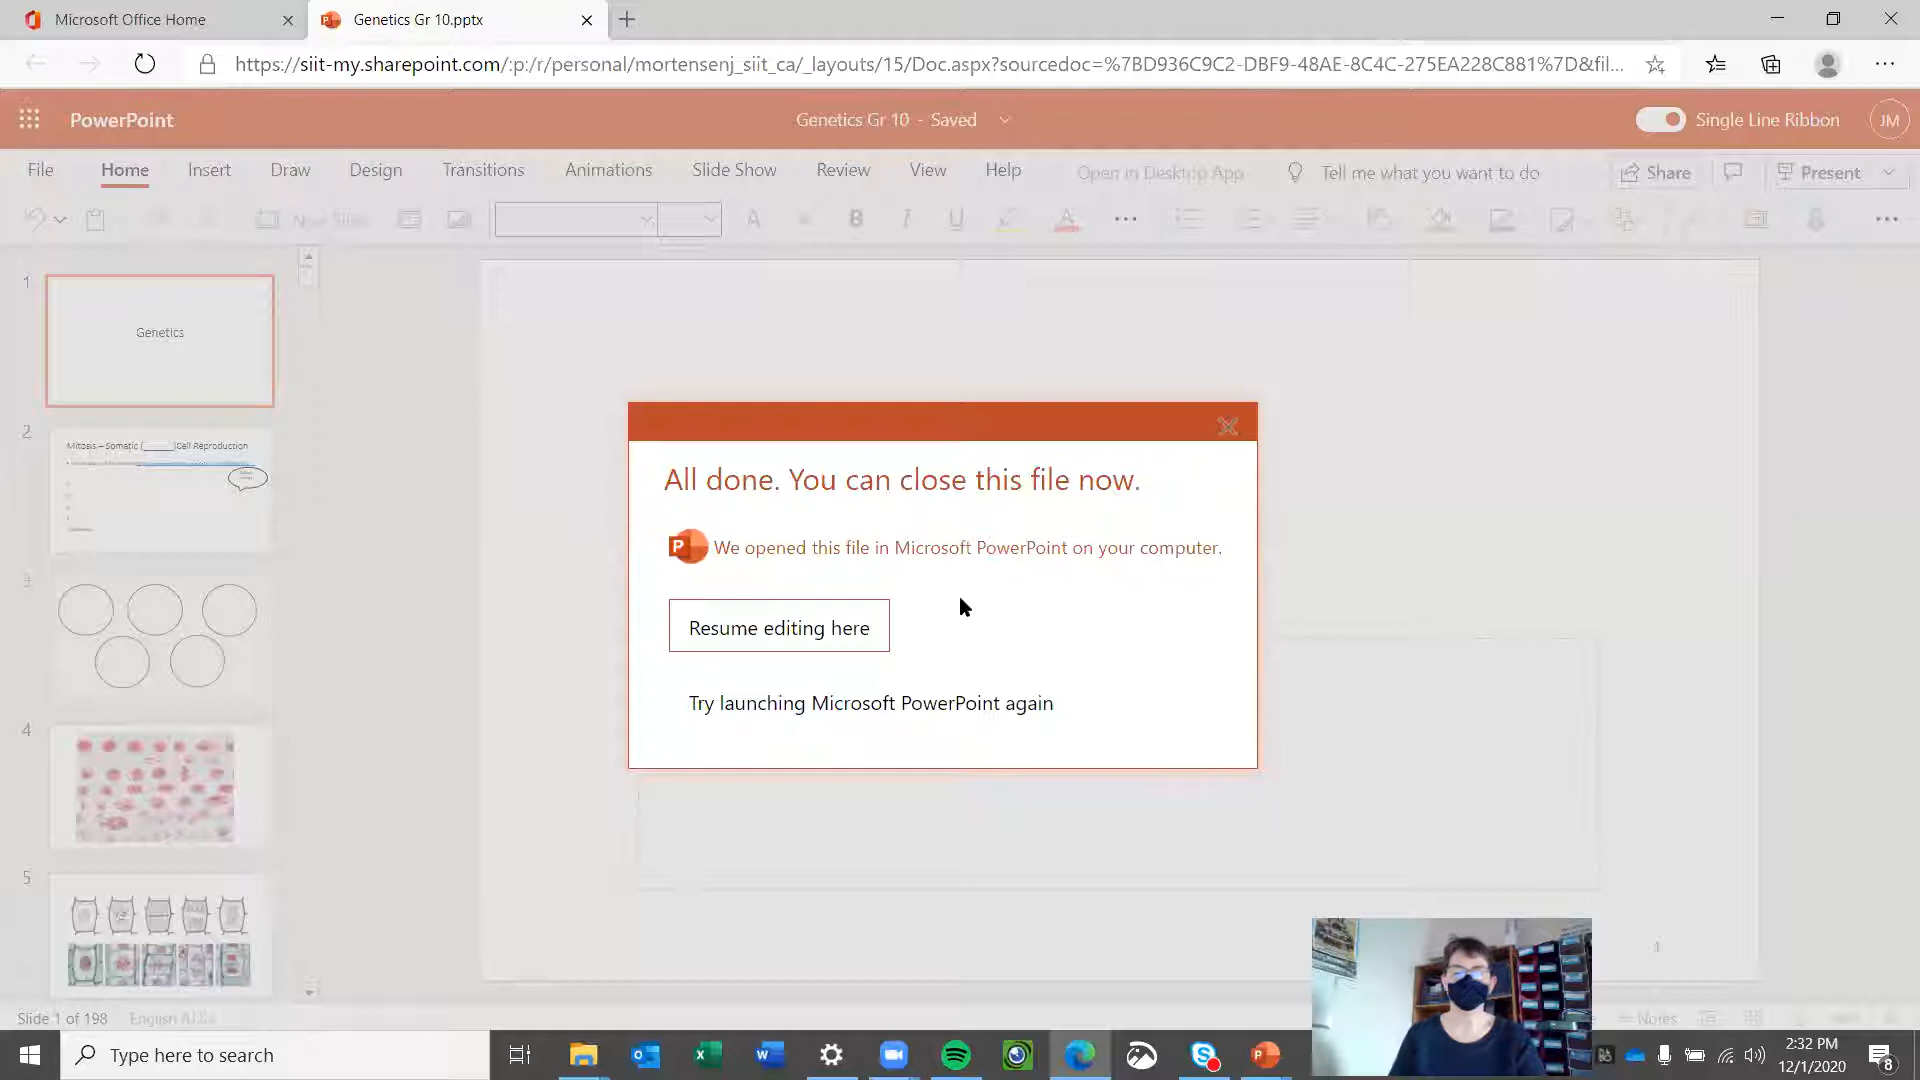 Microsoft Office Home
Genetics Gr 10.pptx
https://siit-my.sharepoint.com/:p:/r/personal/mortensenj_siit_ca/_layouts/15/Doc.aspx?sourcedoc=%7BD936C9C2-DBF9-48AE-8C4C-275EA228C881%7D&fil...
PowerPoint
Genetics Gr 10 - Saved
Single Line Ribbon
JM
File Home Insert Draw Design Transitions Animations Slide Show Review View Help
Open in Desktop App
Tell me what you want to do
Share
Present
New Slide
1
Genetics
2
Mitosis – Somatic (______)Cell Reproduction
3
4
5
All done. You can close this file now.
We opened this file in Microsoft PowerPoint on your computer.
Resume editing here
Try launching Microsoft PowerPoint again
1
Slide 1 of 198
Notes
Type here to search
2:32 PM
12/1/2020
8